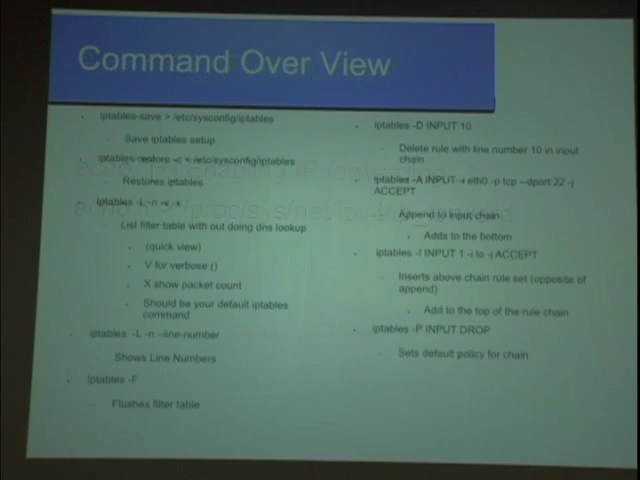 Command Over View
iptables-save > /etc/sysconfig/iptables
Save iptables setup
iptables-restore -c < /etc/sysconfig/iptables
Restores iptables
iptables -L -n -v -x
List filter table with out doing dns lookup
(quick view)
V for verbose ()
X show packet count
Should be your default iptables
command
iptables -L -n --line-number
Shows Line Numbers
Iptables -F
Flushes filter table
iptables -D INPUT 10
Delete rule with line number 10 in input
chain
iptables -A INPUT -i eth0 -p tcp --dport 22 -j
ACCEPT
Append to input chain
Adds to the bottom
iptables -I INPUT 1 -i lo -j ACCEPT
Inserts above chain rule set (opposite of
append)
Add to the top of the rule chain
iptables -P INPUT DROP
Sets default policy for chain